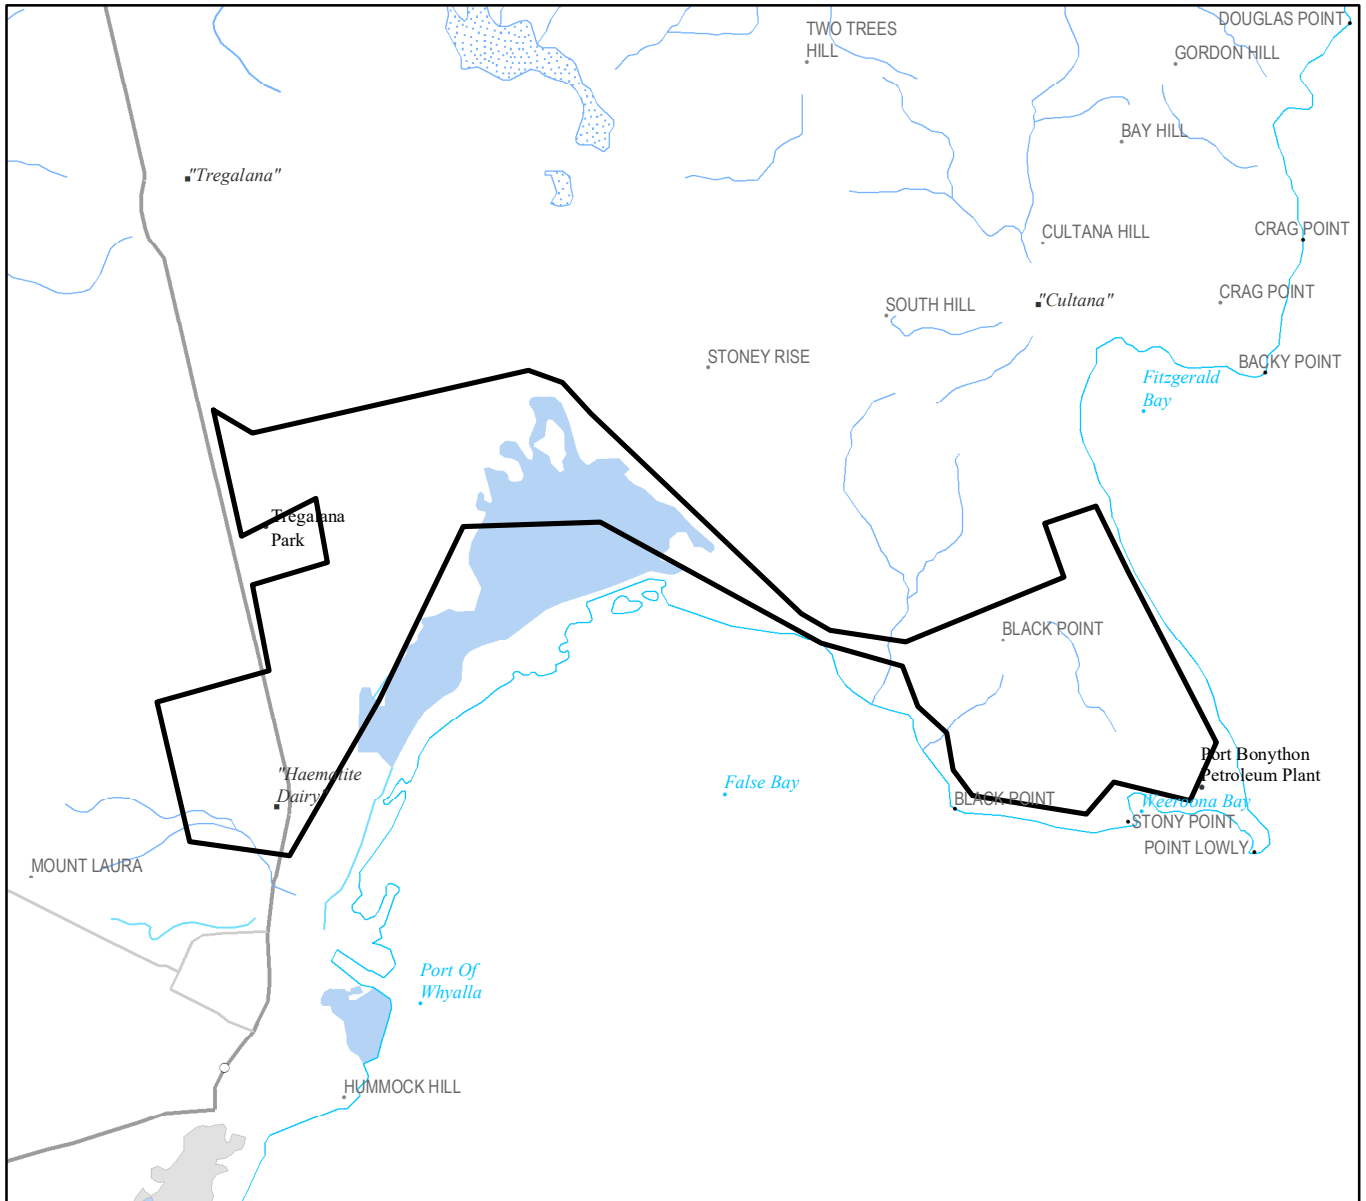 DOUGLAS POINT
TWO TREES
HILL
GORDON HILL
BAY HILL
"Tregalana"
CULTANA HILL
CRAG POINT
"Cultana"
CRAG POINT
SOUTH HILL
STONEY RISE
BACKY POINT
Fitzgerald
Bay
Tregalana
Park
BLACK POINT
Port Bonython
Petroleum Plant
"Haematite
Dairy"
False Bay
BLACK POINT
Weeroona Bay
STONY POINT
POINT LOWLY
MOUNT LAURA
Port Of
Whyalla
HUMMOCK HILL